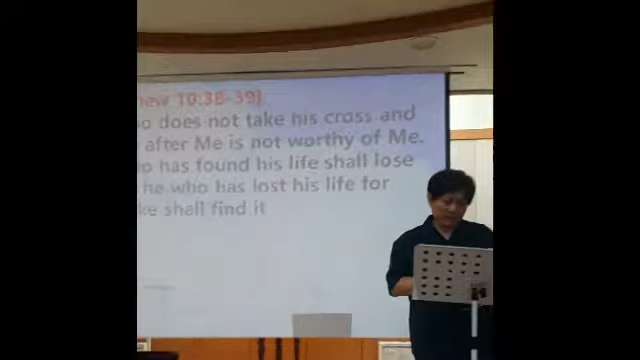 new 10:38-39)
o does not take his cross and
after Me is not worthy of Me.
o has found his life shall lose
he who has lost his life for
ke shall find it